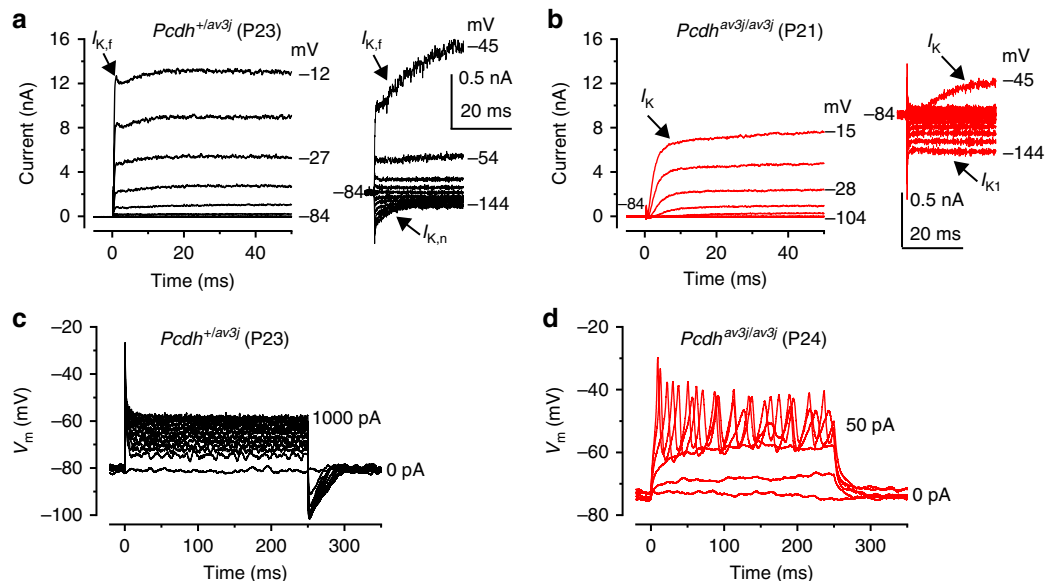 a
Pcdh+/av3j (P23)
Current (nA)
16
12
8
4
0
IK,f
mV
–12
–27
–84
0
20
40
Time (ms)
IK,f
mV
–45
0.5 nA
20 ms
–54
–84
–144
IK,n
b
Pcdhav3j/av3j (P21)
Current (nA)
16
12
8
4
0
IK
mV
–15
–28
–84
–104
0
20
40
Time (ms)
IK
mV
–45
–84
–144
IK1
0.5 nA
20 ms
c
Pcdh+/av3j (P23)
Vm (mV)
–20
–40
–60
–80
–100
1000 pA
0 pA
0
100
200
300
Time (ms)
d
Pcdhav3j/av3j (P24)
Vm (mV)
–20
–40
–60
–80
50 pA
0 pA
0
100
200
300
Time (ms)